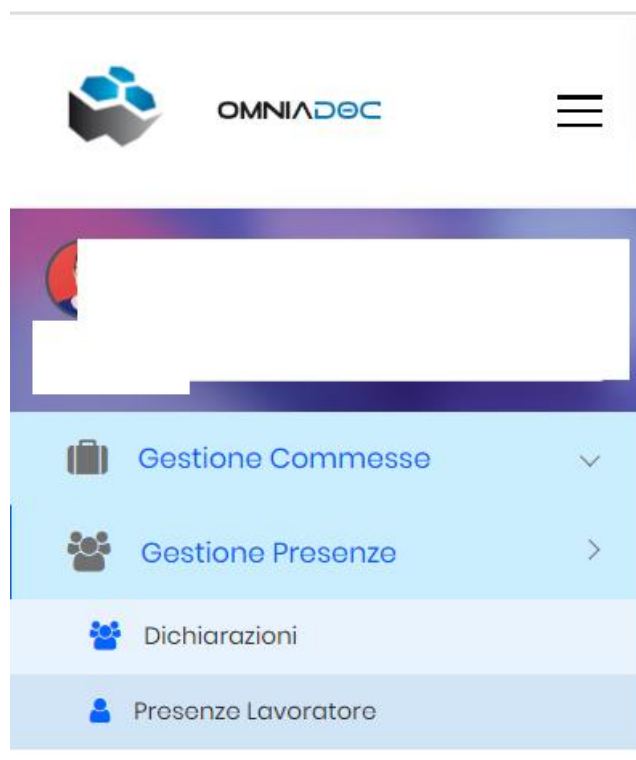 OMNIADOC
Gestione Commesse
Gestione Presenze
Dichiarazioni
Presenze Lavoratore